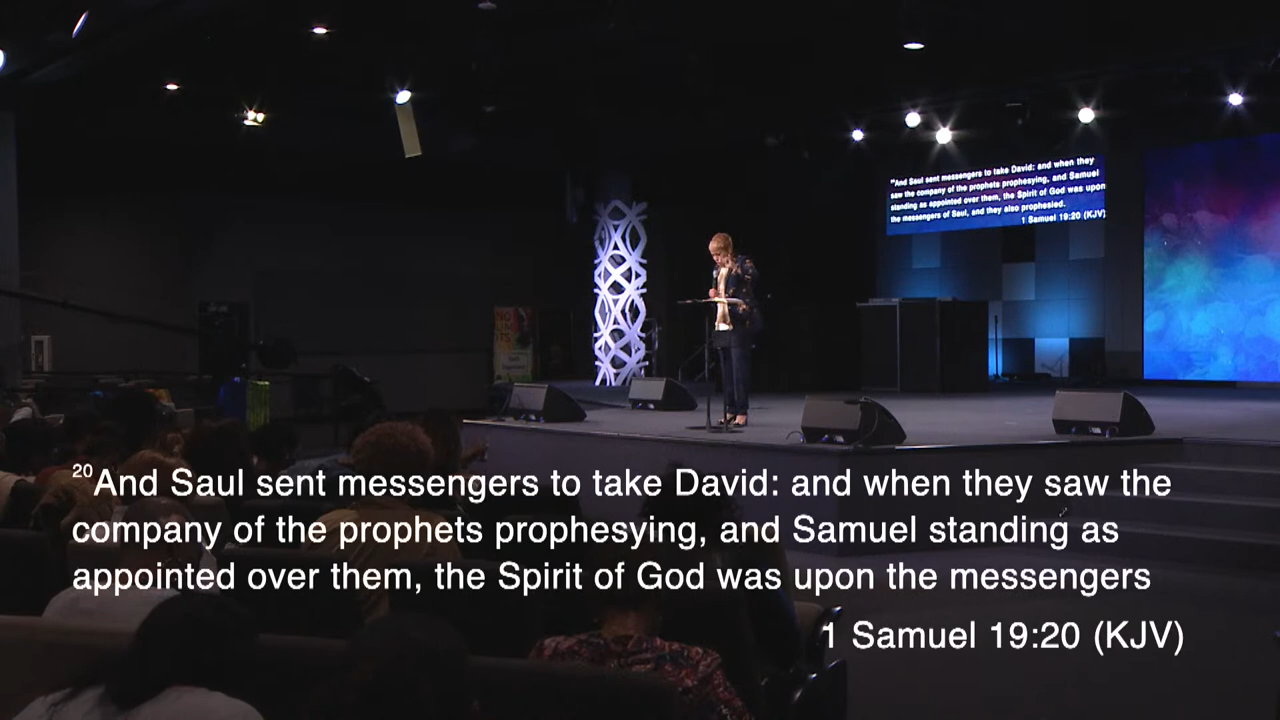 "And Saul sent messengers to take David: and when they
saw the company of the prophets prophesying, and Samuel
standing as appointed over them, the Spirit of God was upon
the messengers of Saul, and they also prophesied.
1 Samuel 19:20 (KJV)
NO
LIM
ITS
20And Saul sent messengers to take David: and when they saw the
company of the prophets prophesying, and Samuel standing as
appointed over them, the Spirit of God was upon the messengers
1 Samuel 19:20 (KJV)